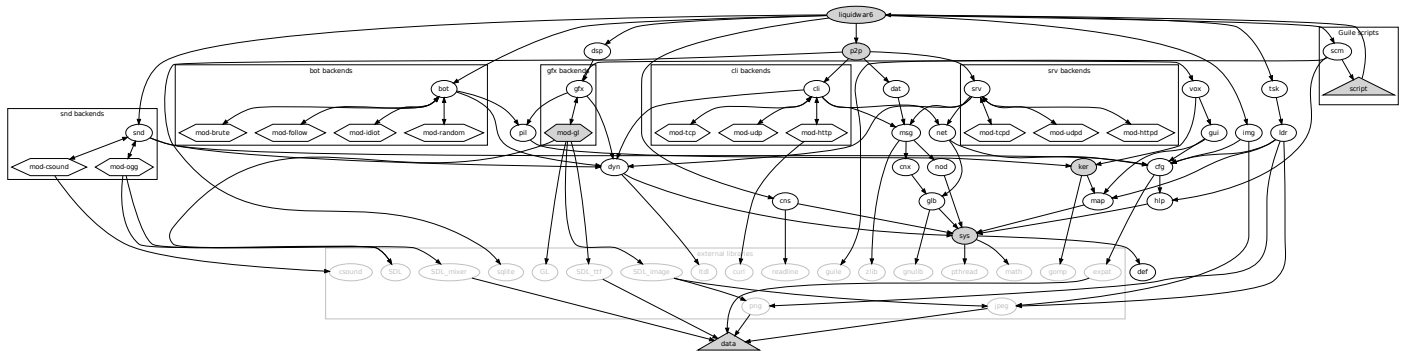 liquidwar6
Guile scripts
dsp
p2p
scm
bot backends
gfx backends
cli backends
srv backends
bot
gfx
cli
dat
srv
vox
tsk
script
snd backends
snd
mod-brute
mod-follow
mod-idiot
mod-random
pil
mod-gl
mod-tcp
mod-udp
mod-http
msg
net
mod-tcpd
mod-udpd
mod-httpd
gui
img
ldr
mod-csound
mod-ogg
dyn
cnx
nod
ker
cfg
cns
glb
map
hlp
sys
external libraries
csound
SDL
SDL_mixer
sqlite
GL
SDL_ttf
SDL_image
ltdl
curl
readline
guile
zlib
gnulib
pthread
math
gomp
expat
def
png
jpeg
data